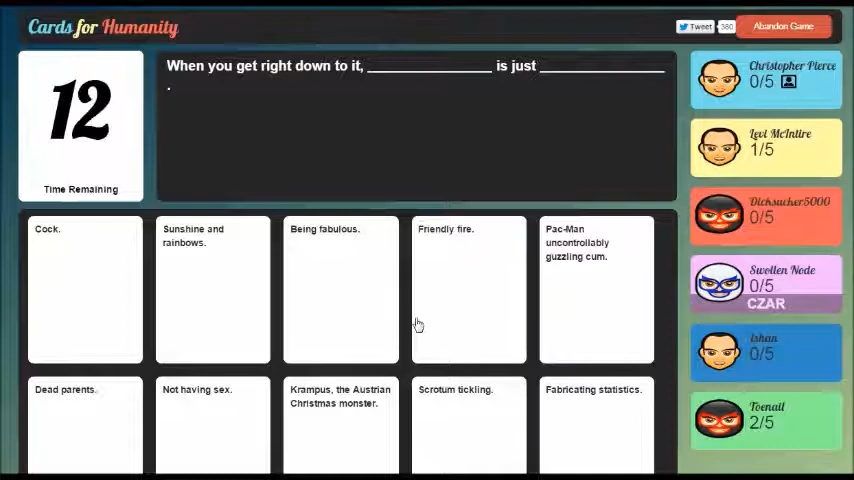 Cards for Humanity
Tweet 380
Abandon Game
12
Time Remaining
When you get right down to it, ______________ is just ______________
.
Christopher Pierce
0/5
Levi McIntire
1/5
Dicksucker5000
0/5
Swollen Node
0/5
CZAR
Ishan
0/5
Toenail
2/5
Cock.
Sunshine and
rainbows.
Being fabulous.
Friendly fire.
Pac-Man
uncontrollably
guzzling cum.
Dead parents.
Not having sex.
Krampus, the Austrian
Christmas monster.
Scrotum tickling.
Fabricating statistics.